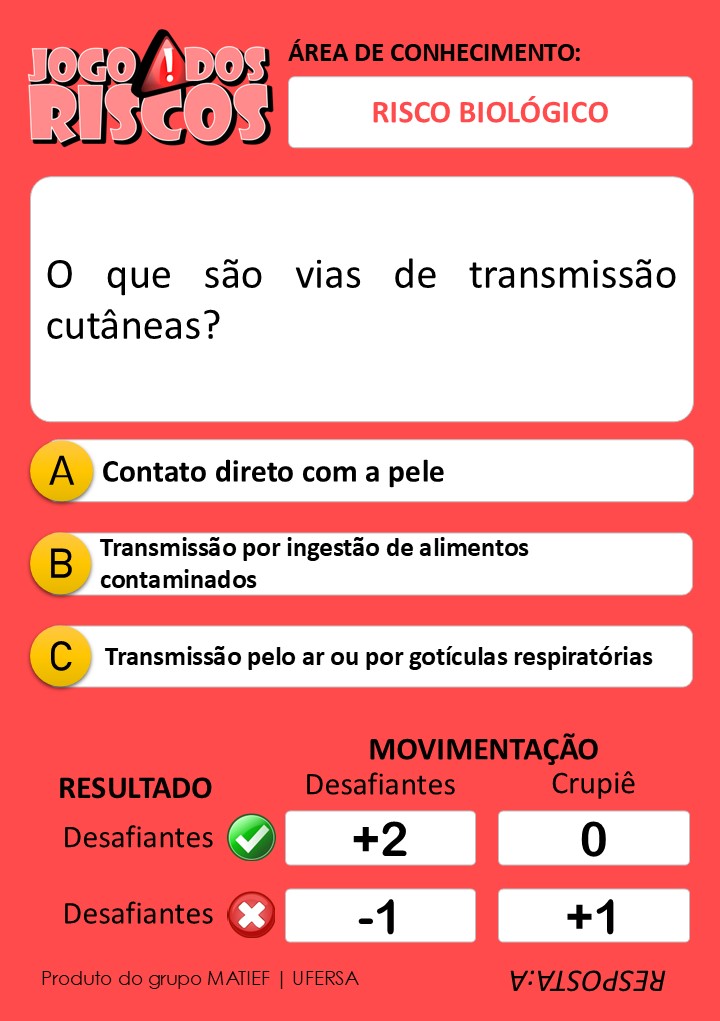 JOGO DOS
RISCOS
ÁREA DE CONHECIMENTO:
RISCO BIOLÓGICO
O que são vias de transmissão
cutâneas?
A Contato direto com a pele
B Transmissão por ingestão de alimentos
contaminados
C Transmissão pelo ar ou por gotículas respiratórias
MOVIMENTAÇÃO
RESULTADO Desafiantes Crupiê
Desafiantes +2 0
Desafiantes -1 +1
Produto do grupo MATIEF | UFERSA
RESPOSTA:A